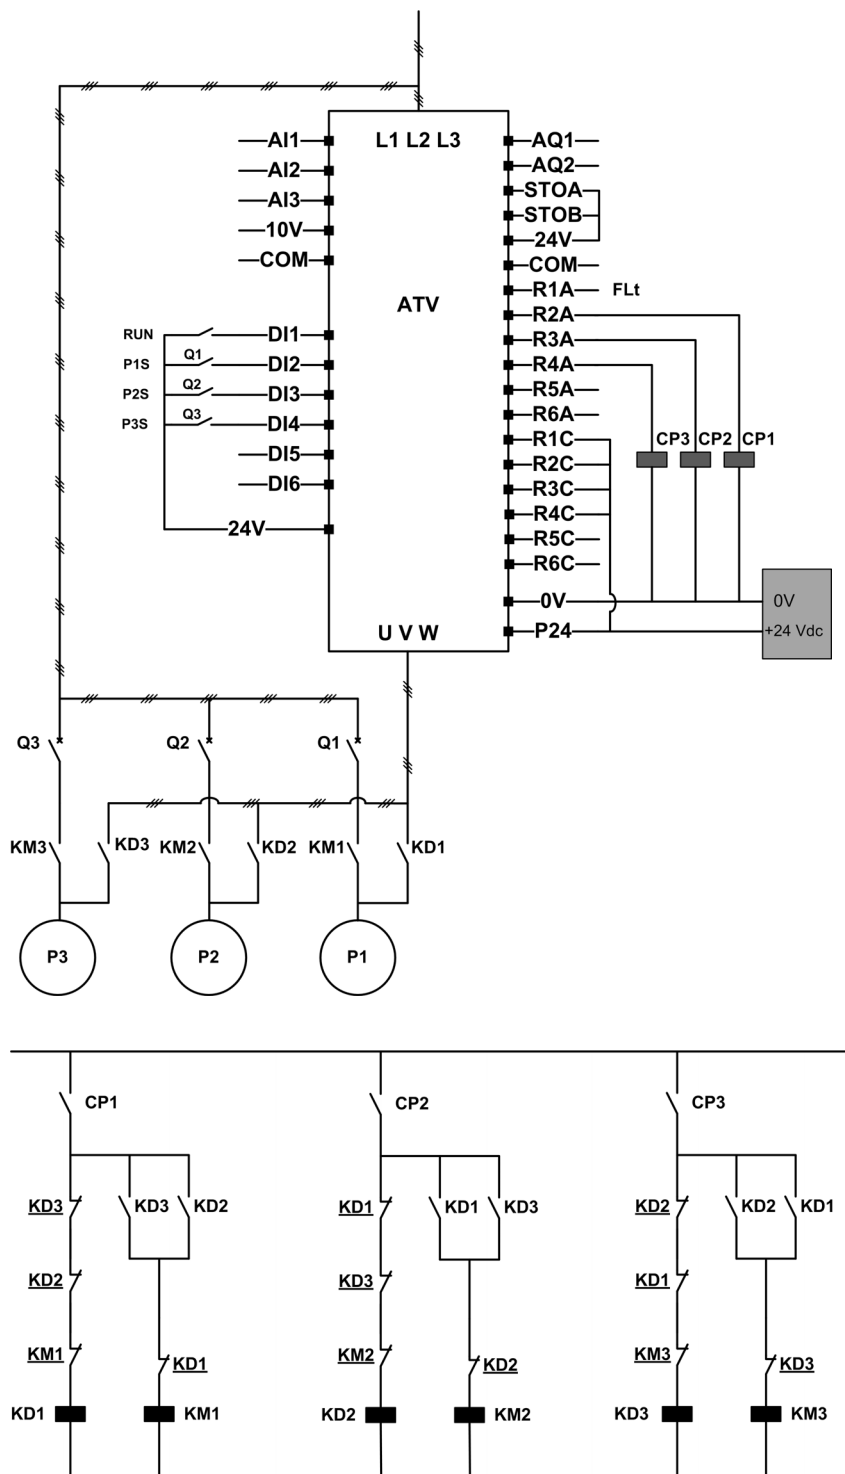 L1 L2 L3
AI1
AI2
AI3
10V
COM
AQ1
AQ2
STOA
STOB
24V
COM
R1A FLt
R2A
R3A
R4A
R5A
R6A
R1C
R2C
R3C
R4C
R5C
R6C
0V
P24
ATV
RUN DI1
P1S Q1 DI2
P2S Q2 DI3
P3S Q3 DI4
DI5
DI6
24V
CP3 CP2 CP1
0V
+24 Vdc
U V W
Q3 Q2 Q1
KM3 KD3 KM2 KD2 KM1 KD1
P3 P2 P1
CP1 CP2 CP3
KD3 KD3 KD2 KD1 KD1 KD3 KD2 KD2 KD1
KD2 KD3 KD1
KM1 KD1 KM2 KD2 KM3 KD3
KD1 KM1 KD2 KM2 KD3 KM3